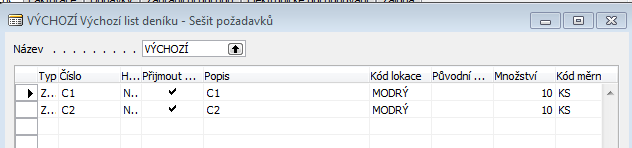 VÝCHOZÍ Výchozí list deníku - Sešit požadavků
Název . . . . . . . . . VÝCHOZÍ
Typ Číslo H... Přijmout ... Popis Kód lokace Původní ... Množství Kód měrn
Z... C1 N... ✔ C1 MODRÝ 10 KS
Z... C2 N... ✔ C2 MODRÝ 10 KS